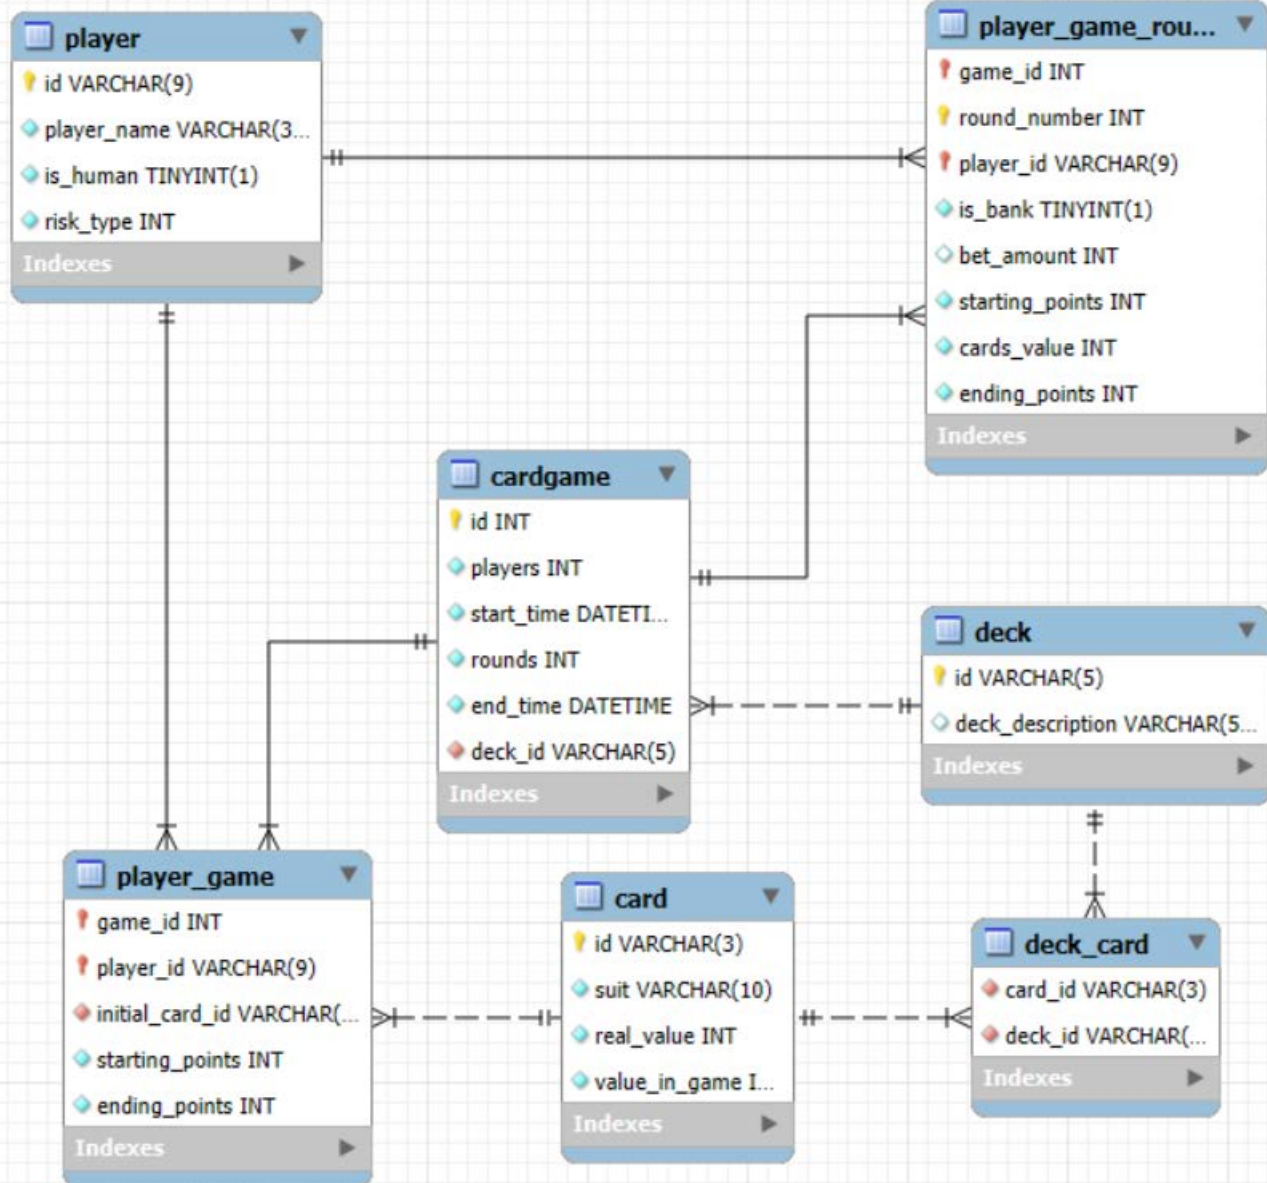 player
id VARCHAR(9)
player_name VARCHAR(3...
is_human TINYINT(1)
risk_type INT
Indexes
player_game_rou...
game_id INT
round_number INT
player_id VARCHAR(9)
is_bank TINYINT(1)
bet_amount INT
starting_points INT
cards_value INT
ending_points INT
Indexes
cardgame
id INT
players INT
start_time DATETI...
rounds INT
end_time DATETIME
deck_id VARCHAR(5)
Indexes
deck
id VARCHAR(5)
deck_description VARCHAR(5...
Indexes
player_game
game_id INT
player_id VARCHAR(9)
initial_card_id VARCHAR(...
starting_points INT
ending_points INT
Indexes
card
id VARCHAR(3)
suit VARCHAR(10)
real_value INT
value_in_game I...
Indexes
deck_card
card_id VARCHAR(3)
deck_id VARCHAR(...
Indexes